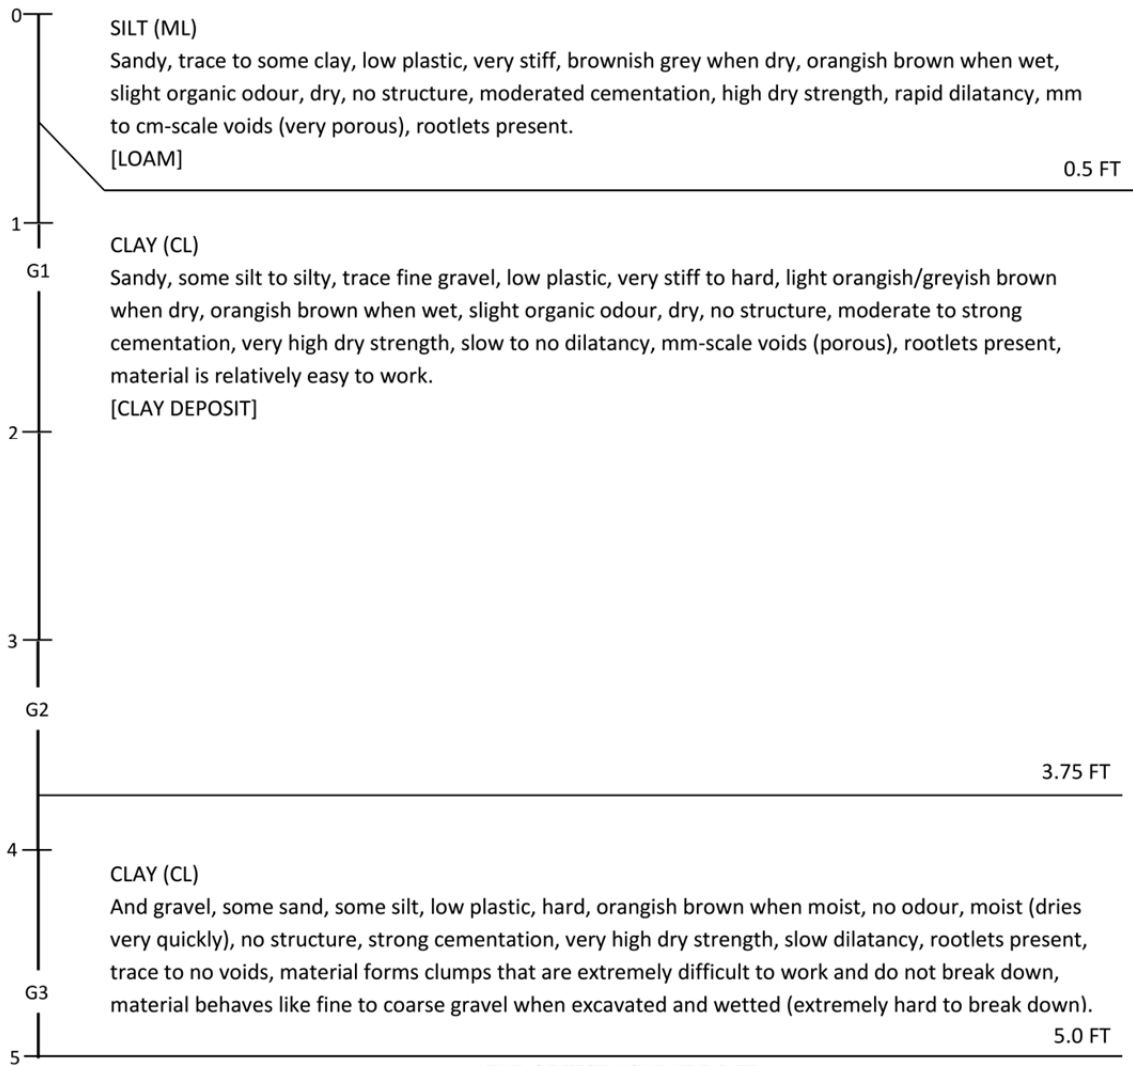 0
SILT (ML)
Sandy, trace to some clay, low plastic, very stiff, brownish grey when dry, orangish brown when wet,
slight organic odour, dry, no structure, moderated cementation, high dry strength, rapid dilatancy, mm
to cm-scale voids (very porous), rootlets present.
[LOAM]
0.5 FT
1
CLAY (CL)
G1
Sandy, some silt to silty, trace fine gravel, low plastic, very stiff to hard, light orangish/greyish brown
when dry, orangish brown when wet, slight organic odour, dry, no structure, moderate to strong
cementation, very high dry strength, slow to no dilatancy, mm-scale voids (porous), rootlets present,
material is relatively easy to work.
[CLAY DEPOSIT]
2
3
G2
3.75 FT
4
CLAY (CL)
And gravel, some sand, some silt, low plastic, hard, orangish brown when moist, no odour, moist (dries
very quickly), no structure, strong cementation, very high dry strength, slow dilatancy, rootlets present,
trace to no voids, material forms clumps that are extremely difficult to work and do not break down,
G3
material behaves like fine to coarse gravel when excavated and wetted (extremely hard to break down).
5.0 FT
5